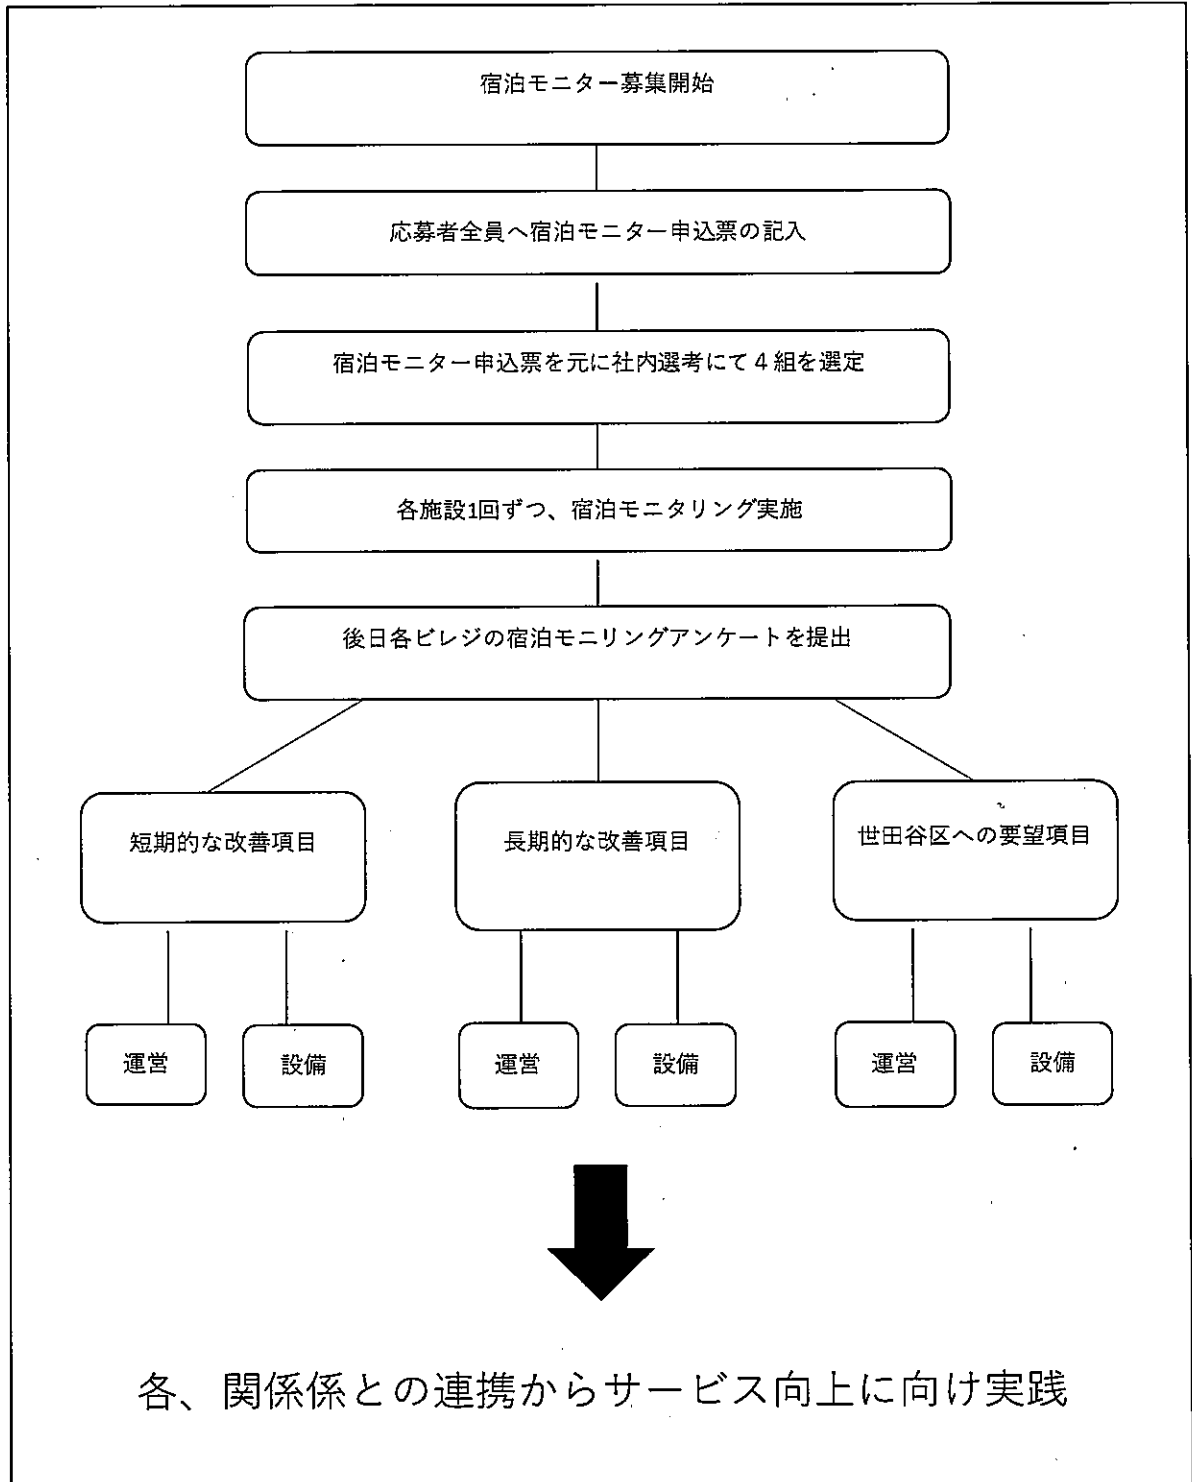 宿泊モニター募集開始
応募者全員へ宿泊モニター申込票の記入
宿泊モニター申込票を元に社内選考にて4組を選定
各施設1回ずつ、宿泊モニタリング実施
後日各ビレジの宿泊モニリングアンケートを提出
短期的な改善項目
長期的な改善項目
世田谷区への要望項目
運営
設備
運営
設備
運営
設備
各、関係係との連携からサービス向上に向け実践